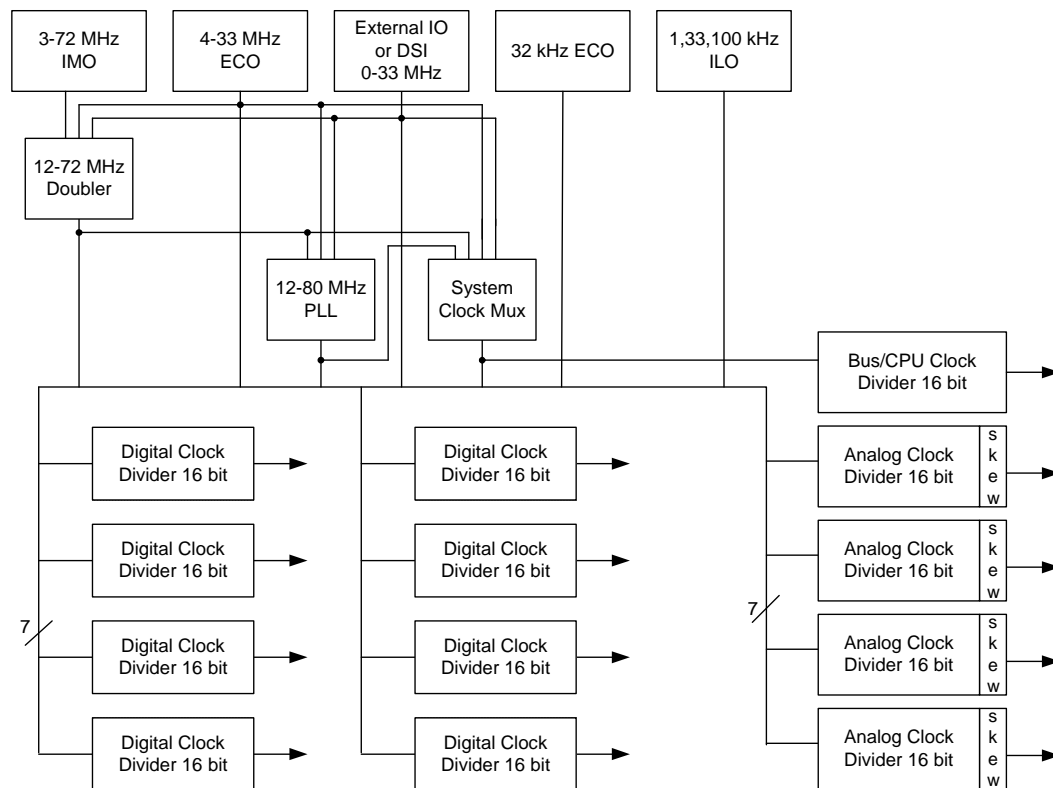 3-72 MHz
IMO
4-33 MHz
ECO
External IO
or DSI
0-33 MHz
32 kHz ECO
1,33,100 kHz
ILO
12-72 MHz
Doubler
12-80 MHz
PLL
System
Clock Mux
Bus/CPU Clock
Divider 16 bit
Digital Clock
Divider 16 bit
Digital Clock
Divider 16 bit
Analog Clock
Divider 16 bit
s
k
e
w
Digital Clock
Divider 16 bit
Digital Clock
Divider 16 bit
Analog Clock
Divider 16 bit
s
k
e
w
7
7
Digital Clock
Divider 16 bit
Digital Clock
Divider 16 bit
Analog Clock
Divider 16 bit
s
k
e
w
Digital Clock
Divider 16 bit
Digital Clock
Divider 16 bit
Analog Clock
Divider 16 bit
s
k
e
w